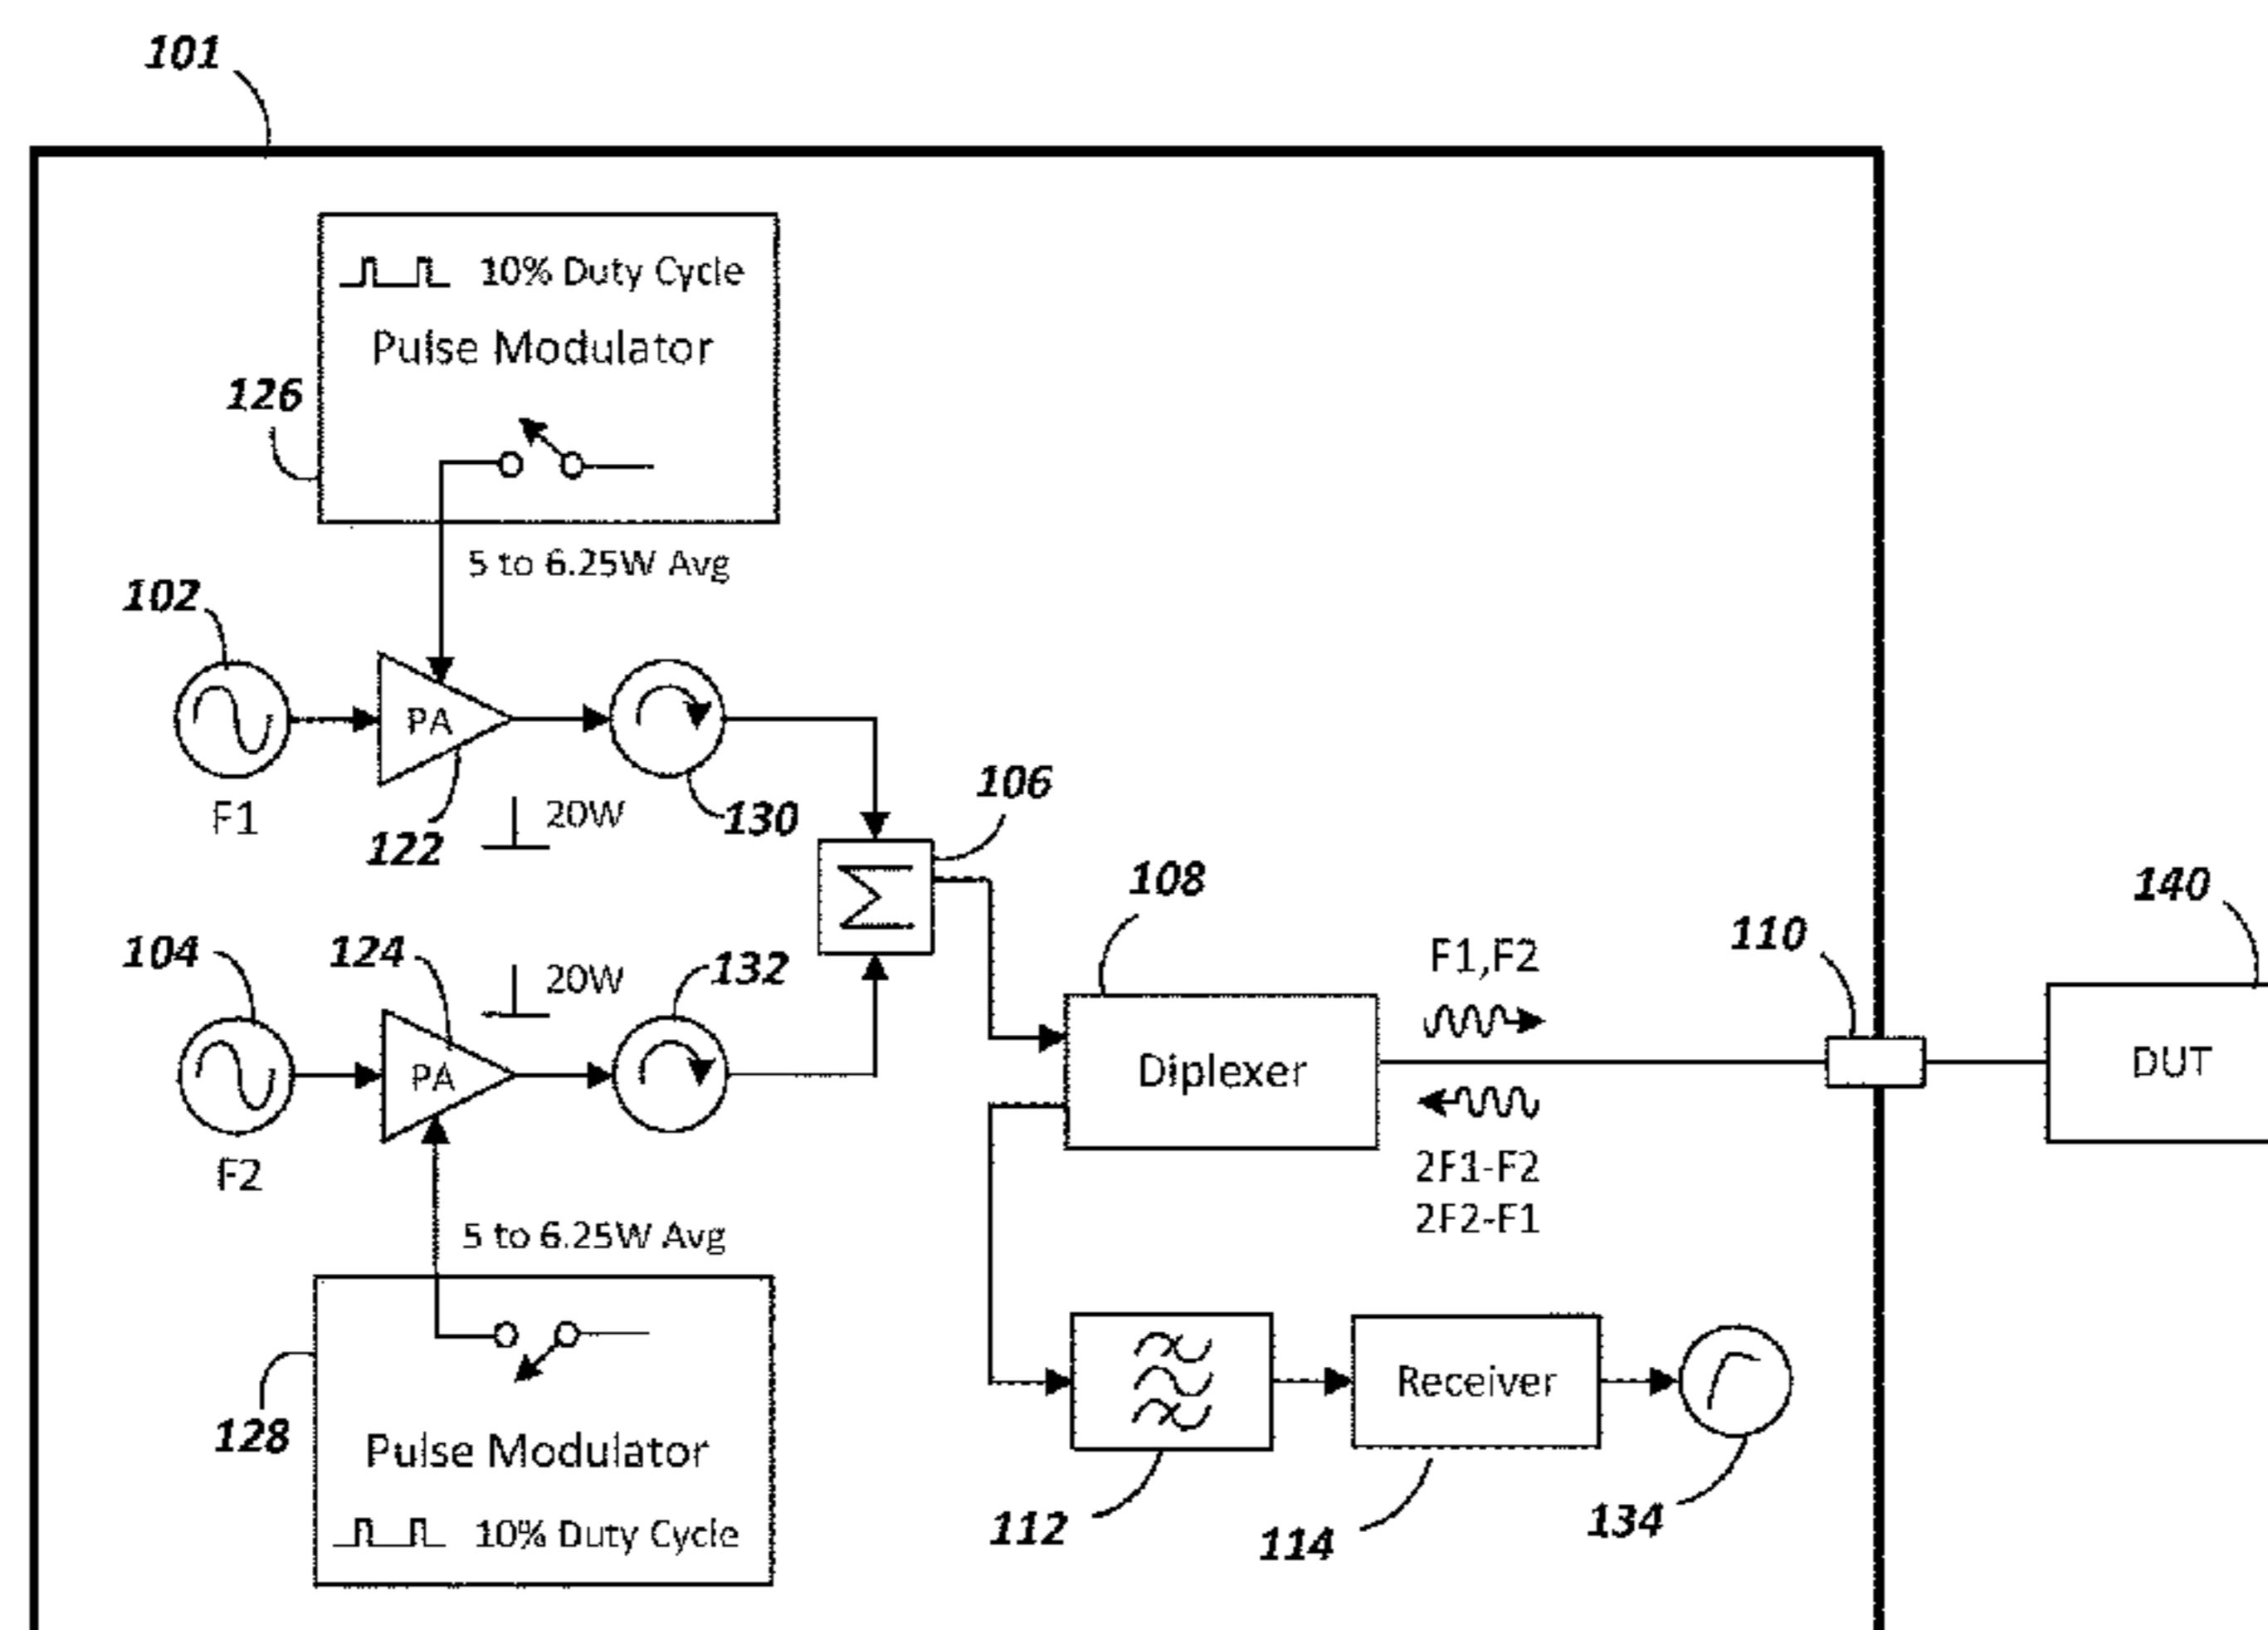 101
10% Duty Cycle
Pulse Modulator
126
5 to 6.25W Avg
102
PA
F1
122
20W
130
106
Σ
104
124
20W
132
108
F1,F2
110
140
PA
Diplexer
DUT
F2
2F1-F2
2F2-F1
5 to 6.25W Avg
128
Pulse Modulator
10% Duty Cycle
Receiver
112
114
134